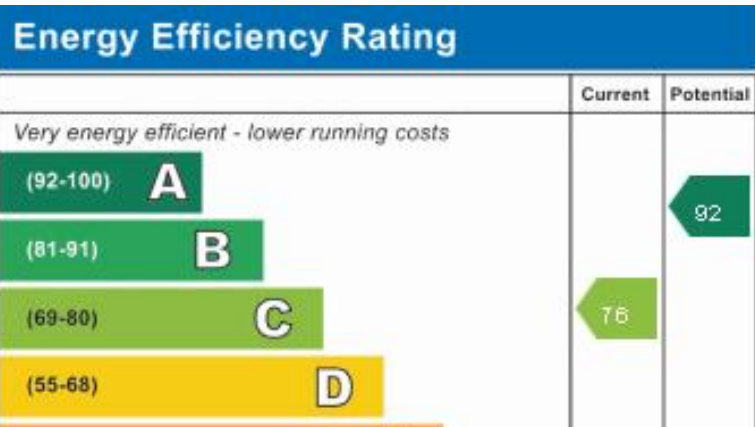 Energy Efficiency Rating
Current Potential
Very energy efficient - lower running costs
(92-100) A
92
(81-91) B
(69-80) C
76
(55-68) D